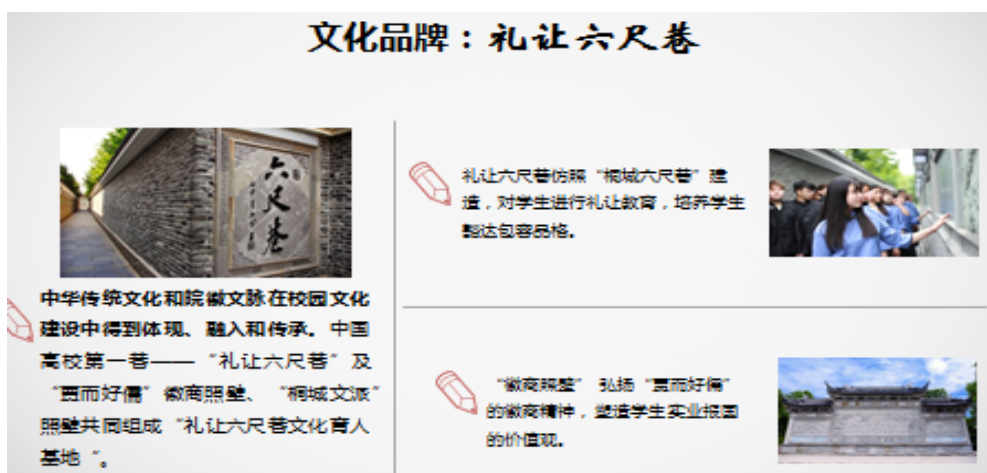 文化品牌：礼让六尺巷
六尺巷
中华传统文化和皖徽文脉在校园文化
建设中得到体现、融入和传承。中国
高校第一巷——“礼让六尺巷”及
“贾而好儒”徽商照壁、“桐城文派”
照壁共同组成“礼让六尺巷文化育人
基地“。
礼让六尺巷仿照“桐城六尺巷”建
造，对学生进行礼让教育，培养学生
豁达包容品格。
“徽商照壁” 弘扬“贾而好儒”
的徽商精神，塑造学生实业报国
的价值观。